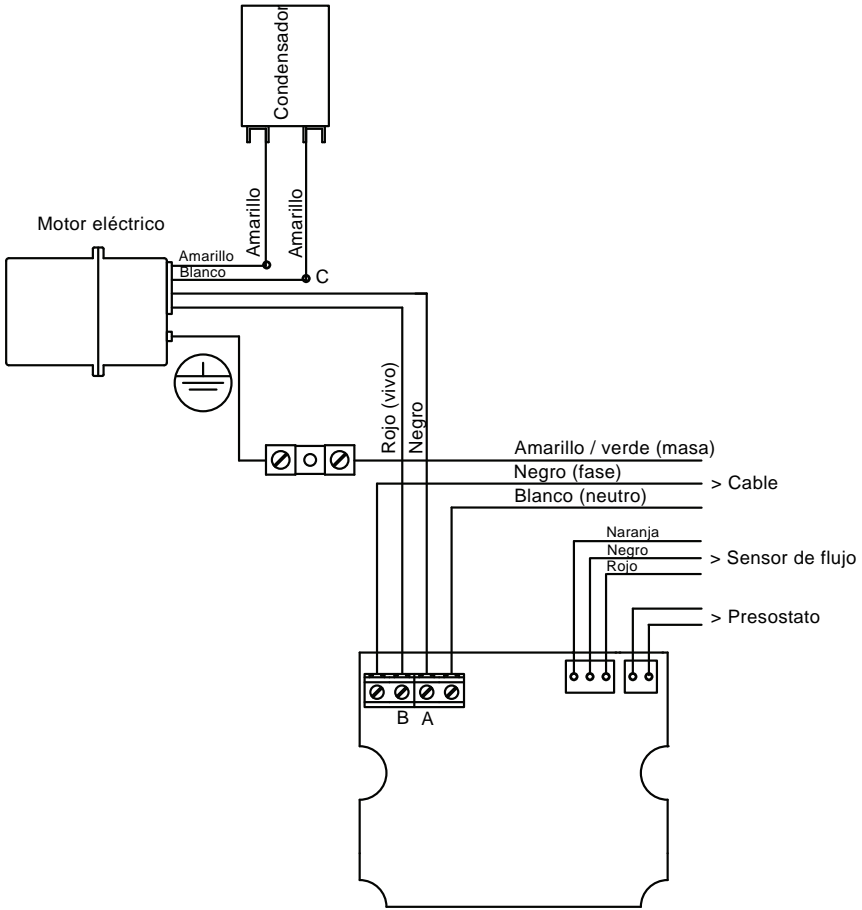 Condensador
Amarillo
Amarillo
Motor eléctrico
Amarillo
Blanco
C
Rojo (vivo)
Negro
Amarillo / verde (masa)
Negro (fase)
> Cable
Blanco (neutro)
Naranja
Negro
> Sensor de flujo
Rojo
> Presostato
B A